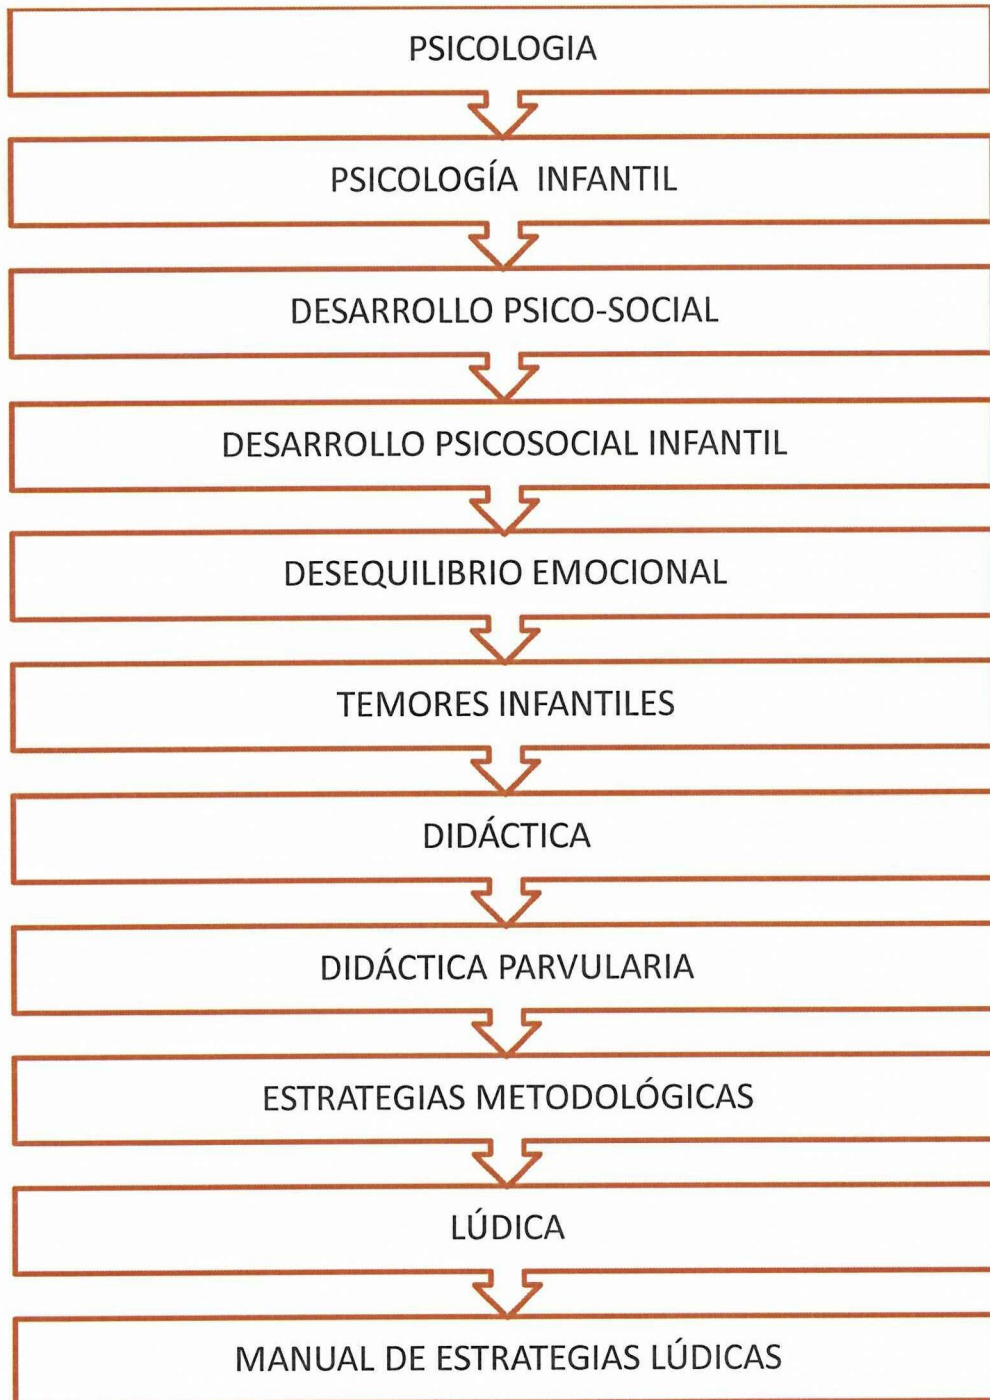 PSICOLOGIA
PSICOLOGÍA INFANTIL
DESARROLLO PSICO-SOCIAL
DESARROLLO PSICOSOCIAL INFANTIL
DESEQUILIBRIO EMOCIONAL
TEMORES INFANTILES
DIDÁCTICA
DIDÁCTICA PARVULARIA
ESTRATEGIAS METODOLÓGICAS
LÚDICA
MANUAL DE ESTRATEGIAS LÚDICAS